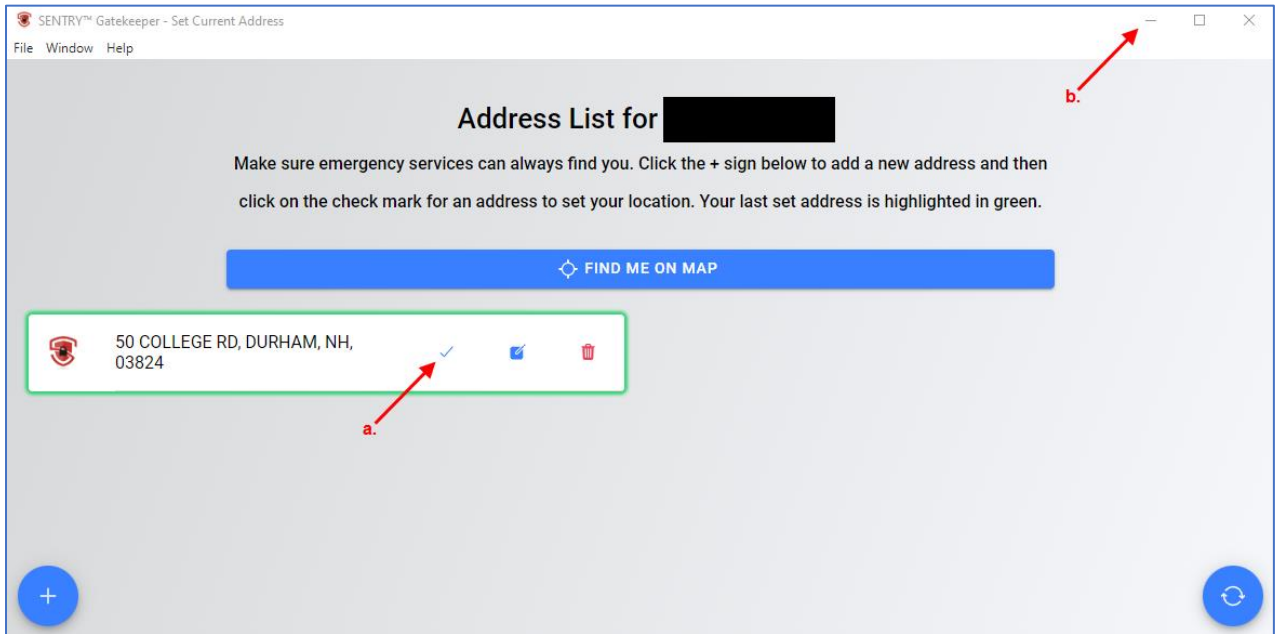 SENTRY™ Gatekeeper - Set Current Address
File Window Help
b.
Address List for
Make sure emergency services can always find you. Click the + sign below to add a new address and then
click on the check mark for an address to set your location. Your last set address is highlighted in green.
FIND ME ON MAP
50 COLLEGE RD, DURHAM, NH,
03824
a.